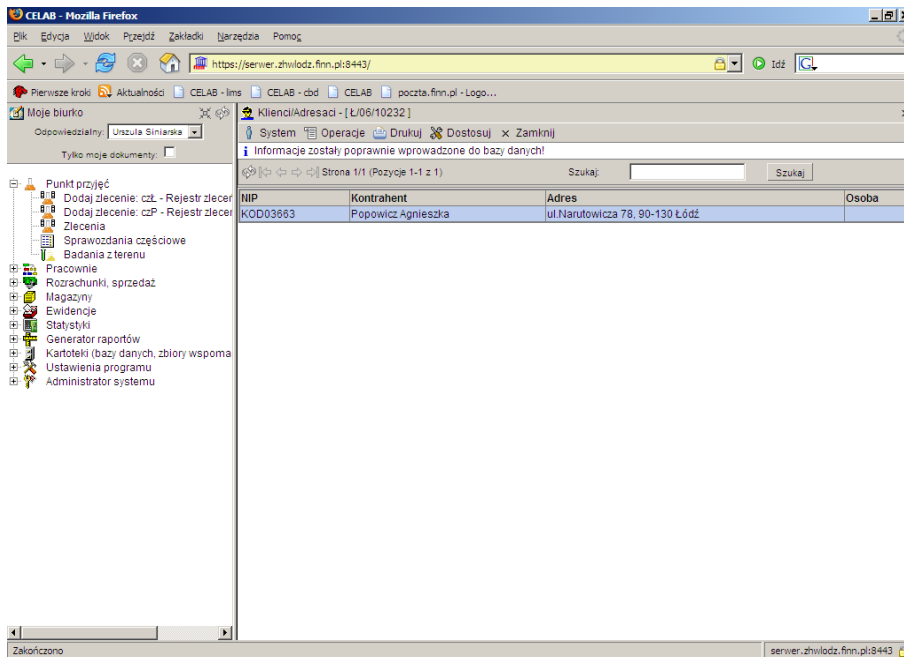 CELAB - Mozilla Firefox
Plik Edycja Widok Przejdź Zakładki Narzędzia Pomoc
https://serwer.zhwlodz.finn.pl:8443/ Idź G
Pierwsze kroki Aktualności CELAB - lms CELAB - cbd CELAB poczta.finn.pl - Logo...
Moje biurko
Odpowiedzialny: Urszula Siniarska
Tylko moje dokumenty:
Punkt przyjęć
Dodaj zlecenie: czŁ - Rejestr zlecer
Dodaj zlecenie: czP - Rejestr zlecer
Zlecenia
Sprawozdania częściowe
Badania z terenu
Pracownie
Rozrachunki, sprzedaż
Magazyny
Ewidencje
Statystyki
Generator raportów
Kartoteki (bazy danych, zbiory wspoma
Ustawienia programu
Administrator systemu
Klienci/Adresaci - [ Ł/06/10232 ]
System Operacje Drukuj Dostosuj x Zamknij
i Informacje zostały poprawnie wprowadzone do bazy danych!
Strona 1/1 (Pozycje 1-1 z 1) Szukaj: Szukaj
NIP Kontrahent Adres Osoba
KOD03663 Popowicz Agnieszka ul.Narutowicza 78, 90-130 Łódź
Zakończono serwer.zhwlodz.finn.pl:8443